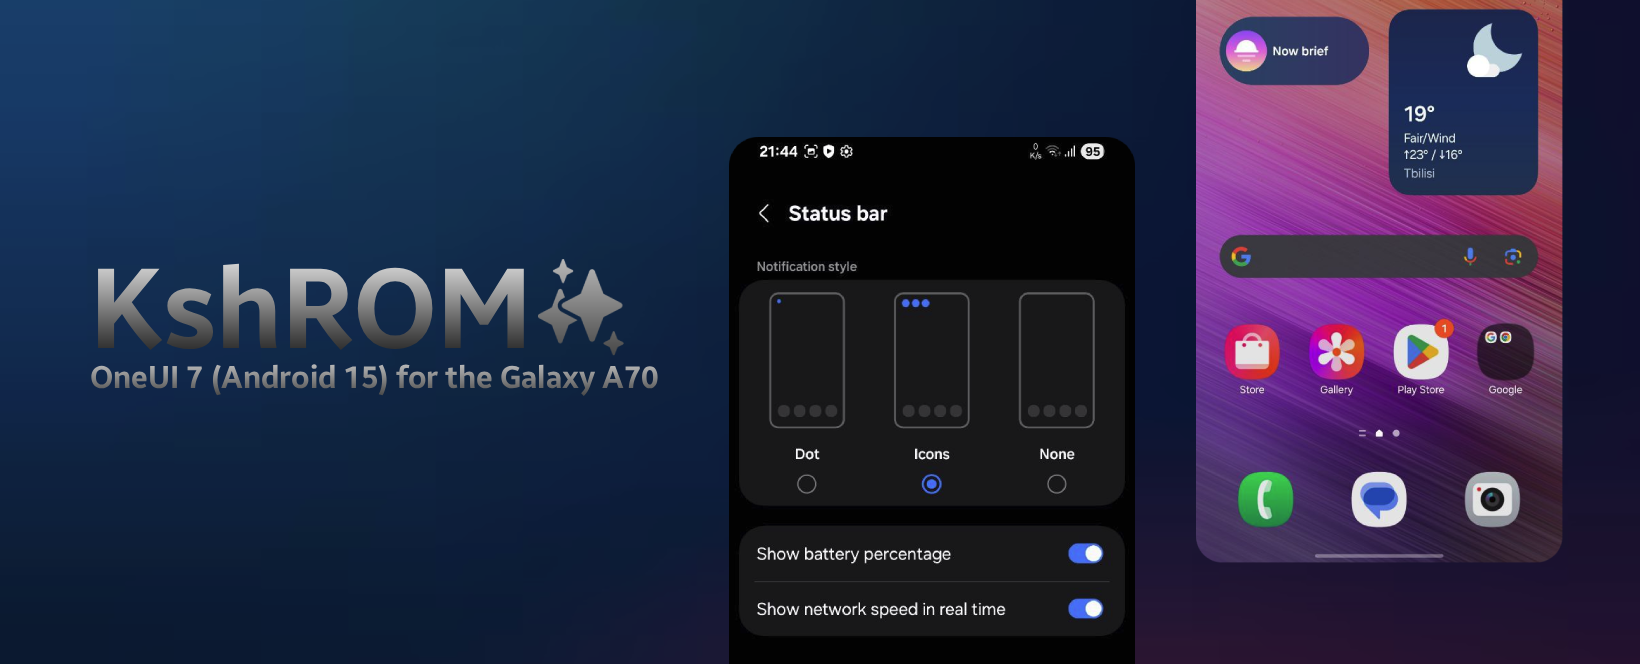 KshROM
OneUI 7 (Android 15) for the Galaxy A70
21:44
0
K/s
95
Status bar
Notification style
Dot
Icons
None
Show battery percentage
Show network speed in real time
Now brief
19°
Fair/Wind
↑23° / ↓16°
Tbilisi
1
Store
Gallery
Play Store
Google